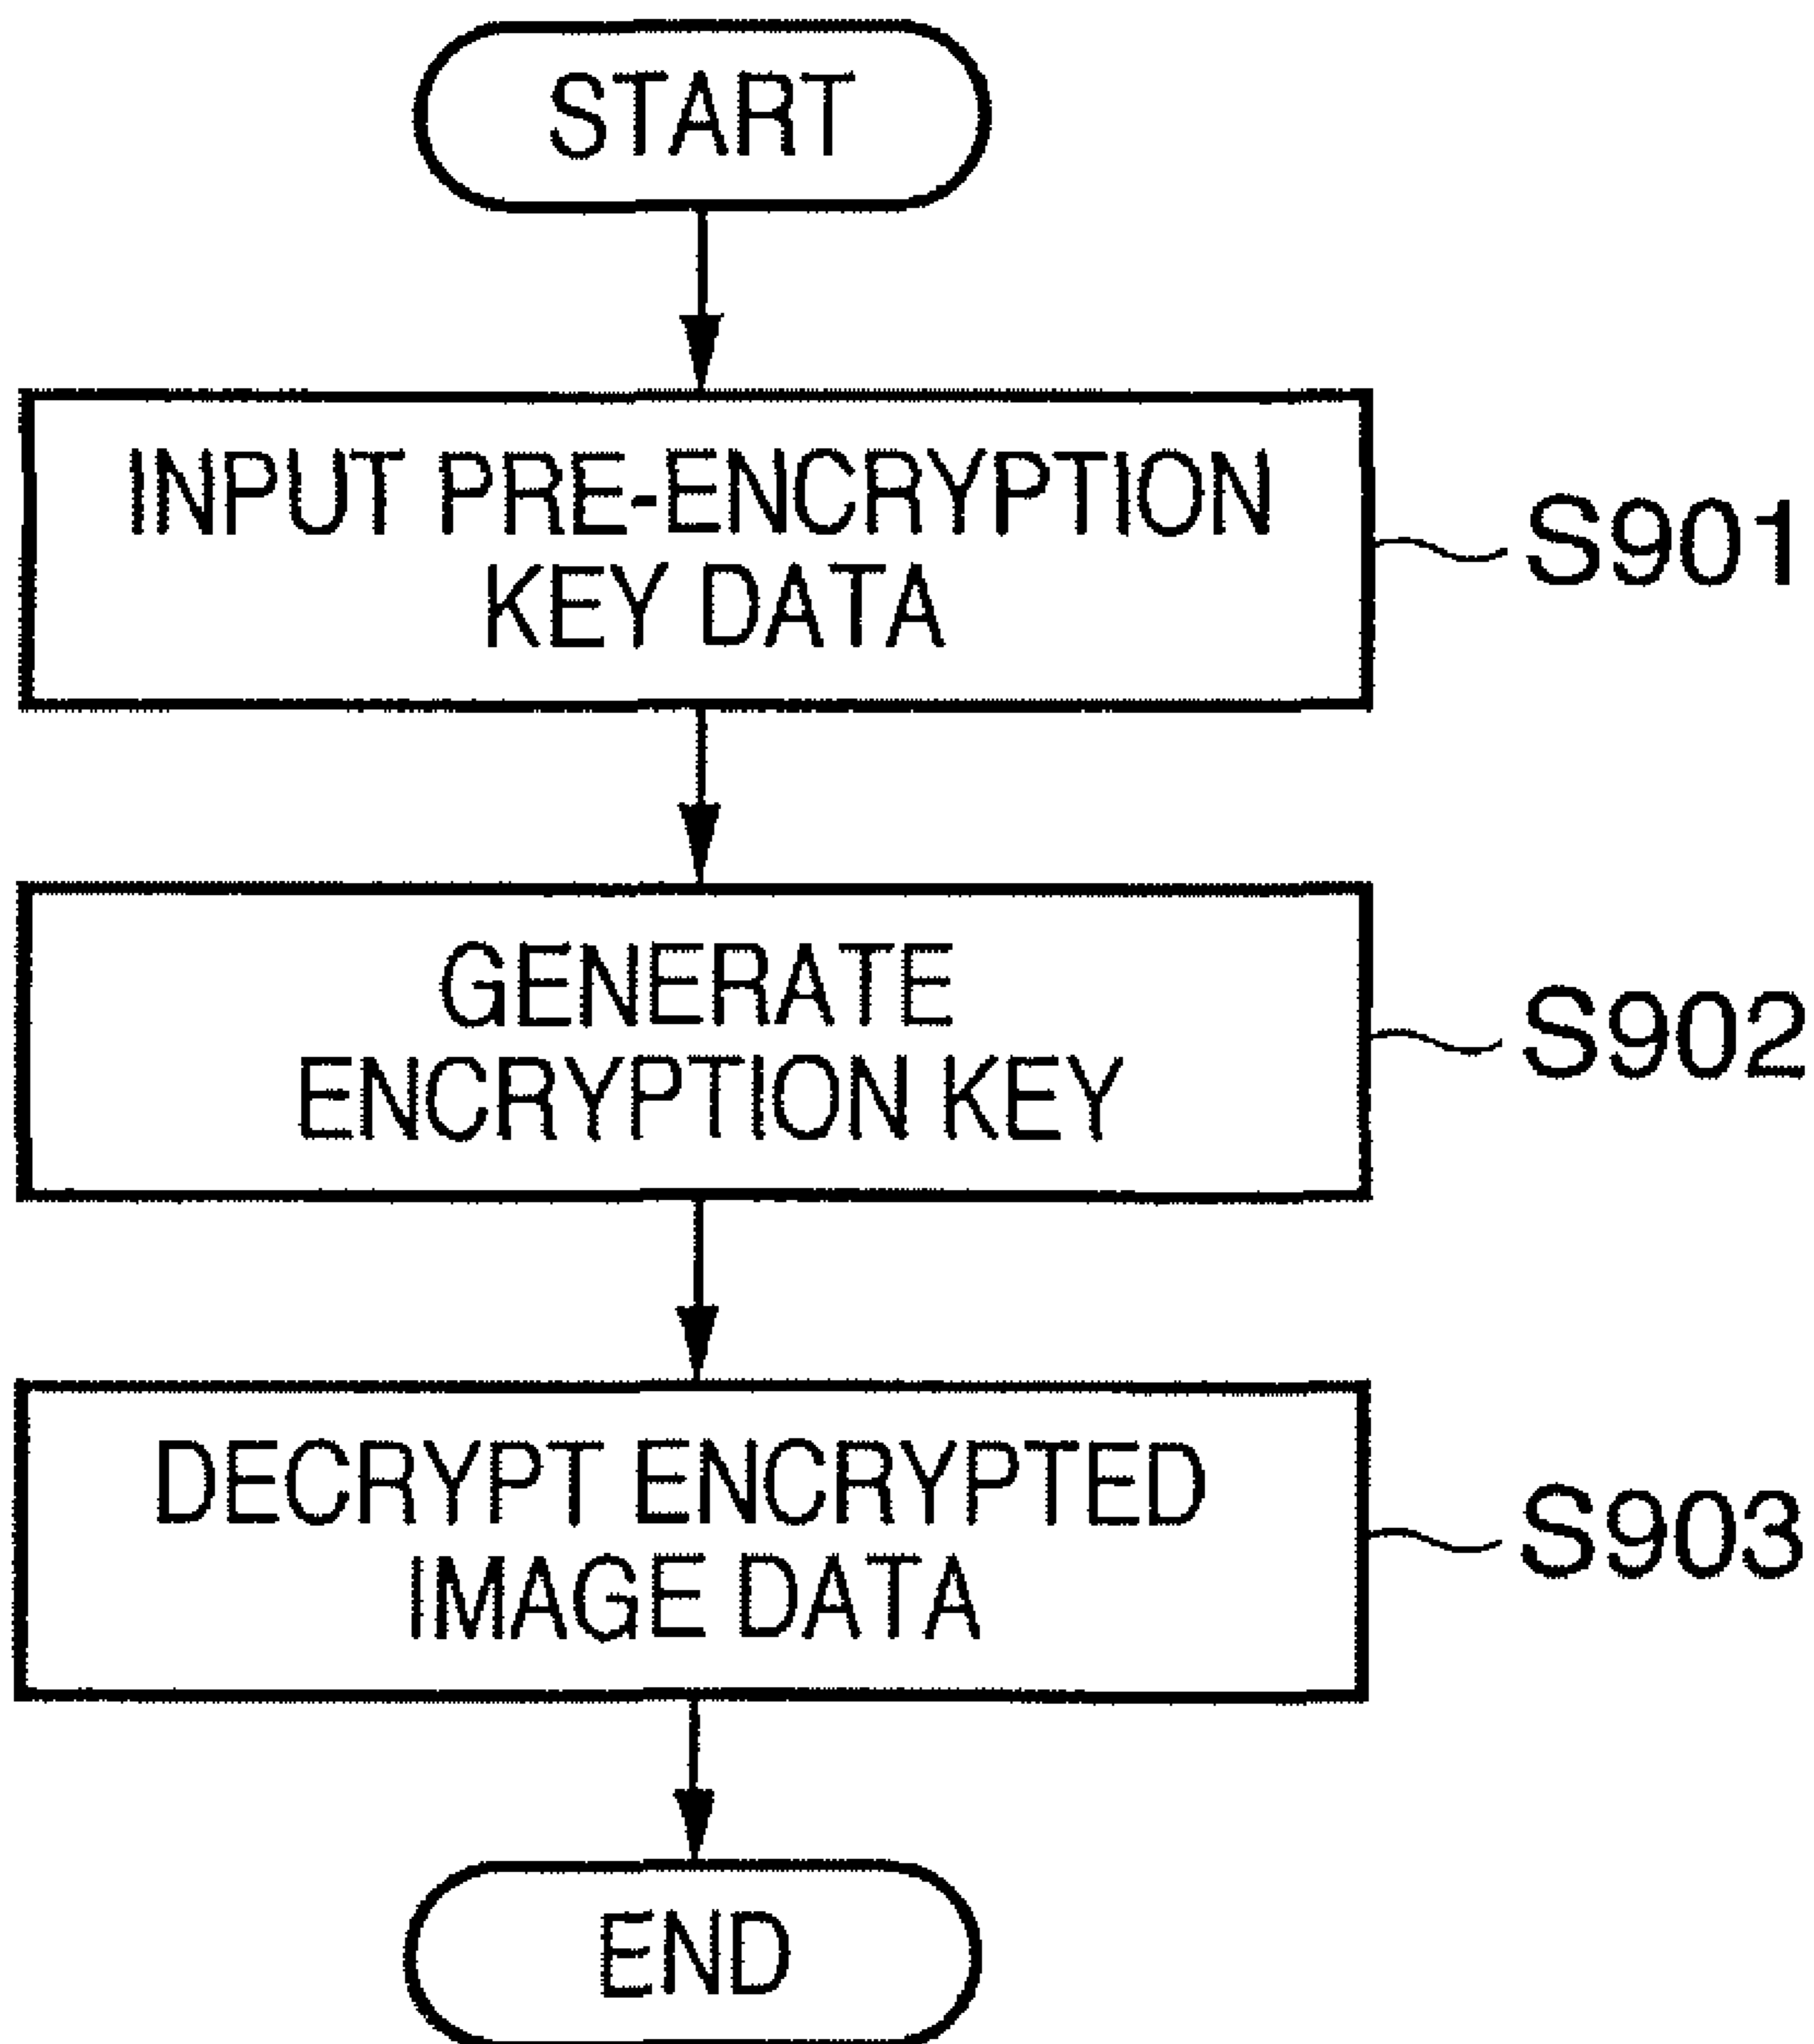 START
INPUT PRE-ENCRYPTION
KEY DATA
S901
GENERATE
ENCRYPTION KEY
S902
DECRYPT ENCRYPTED
IMAGE DATA
S903
END